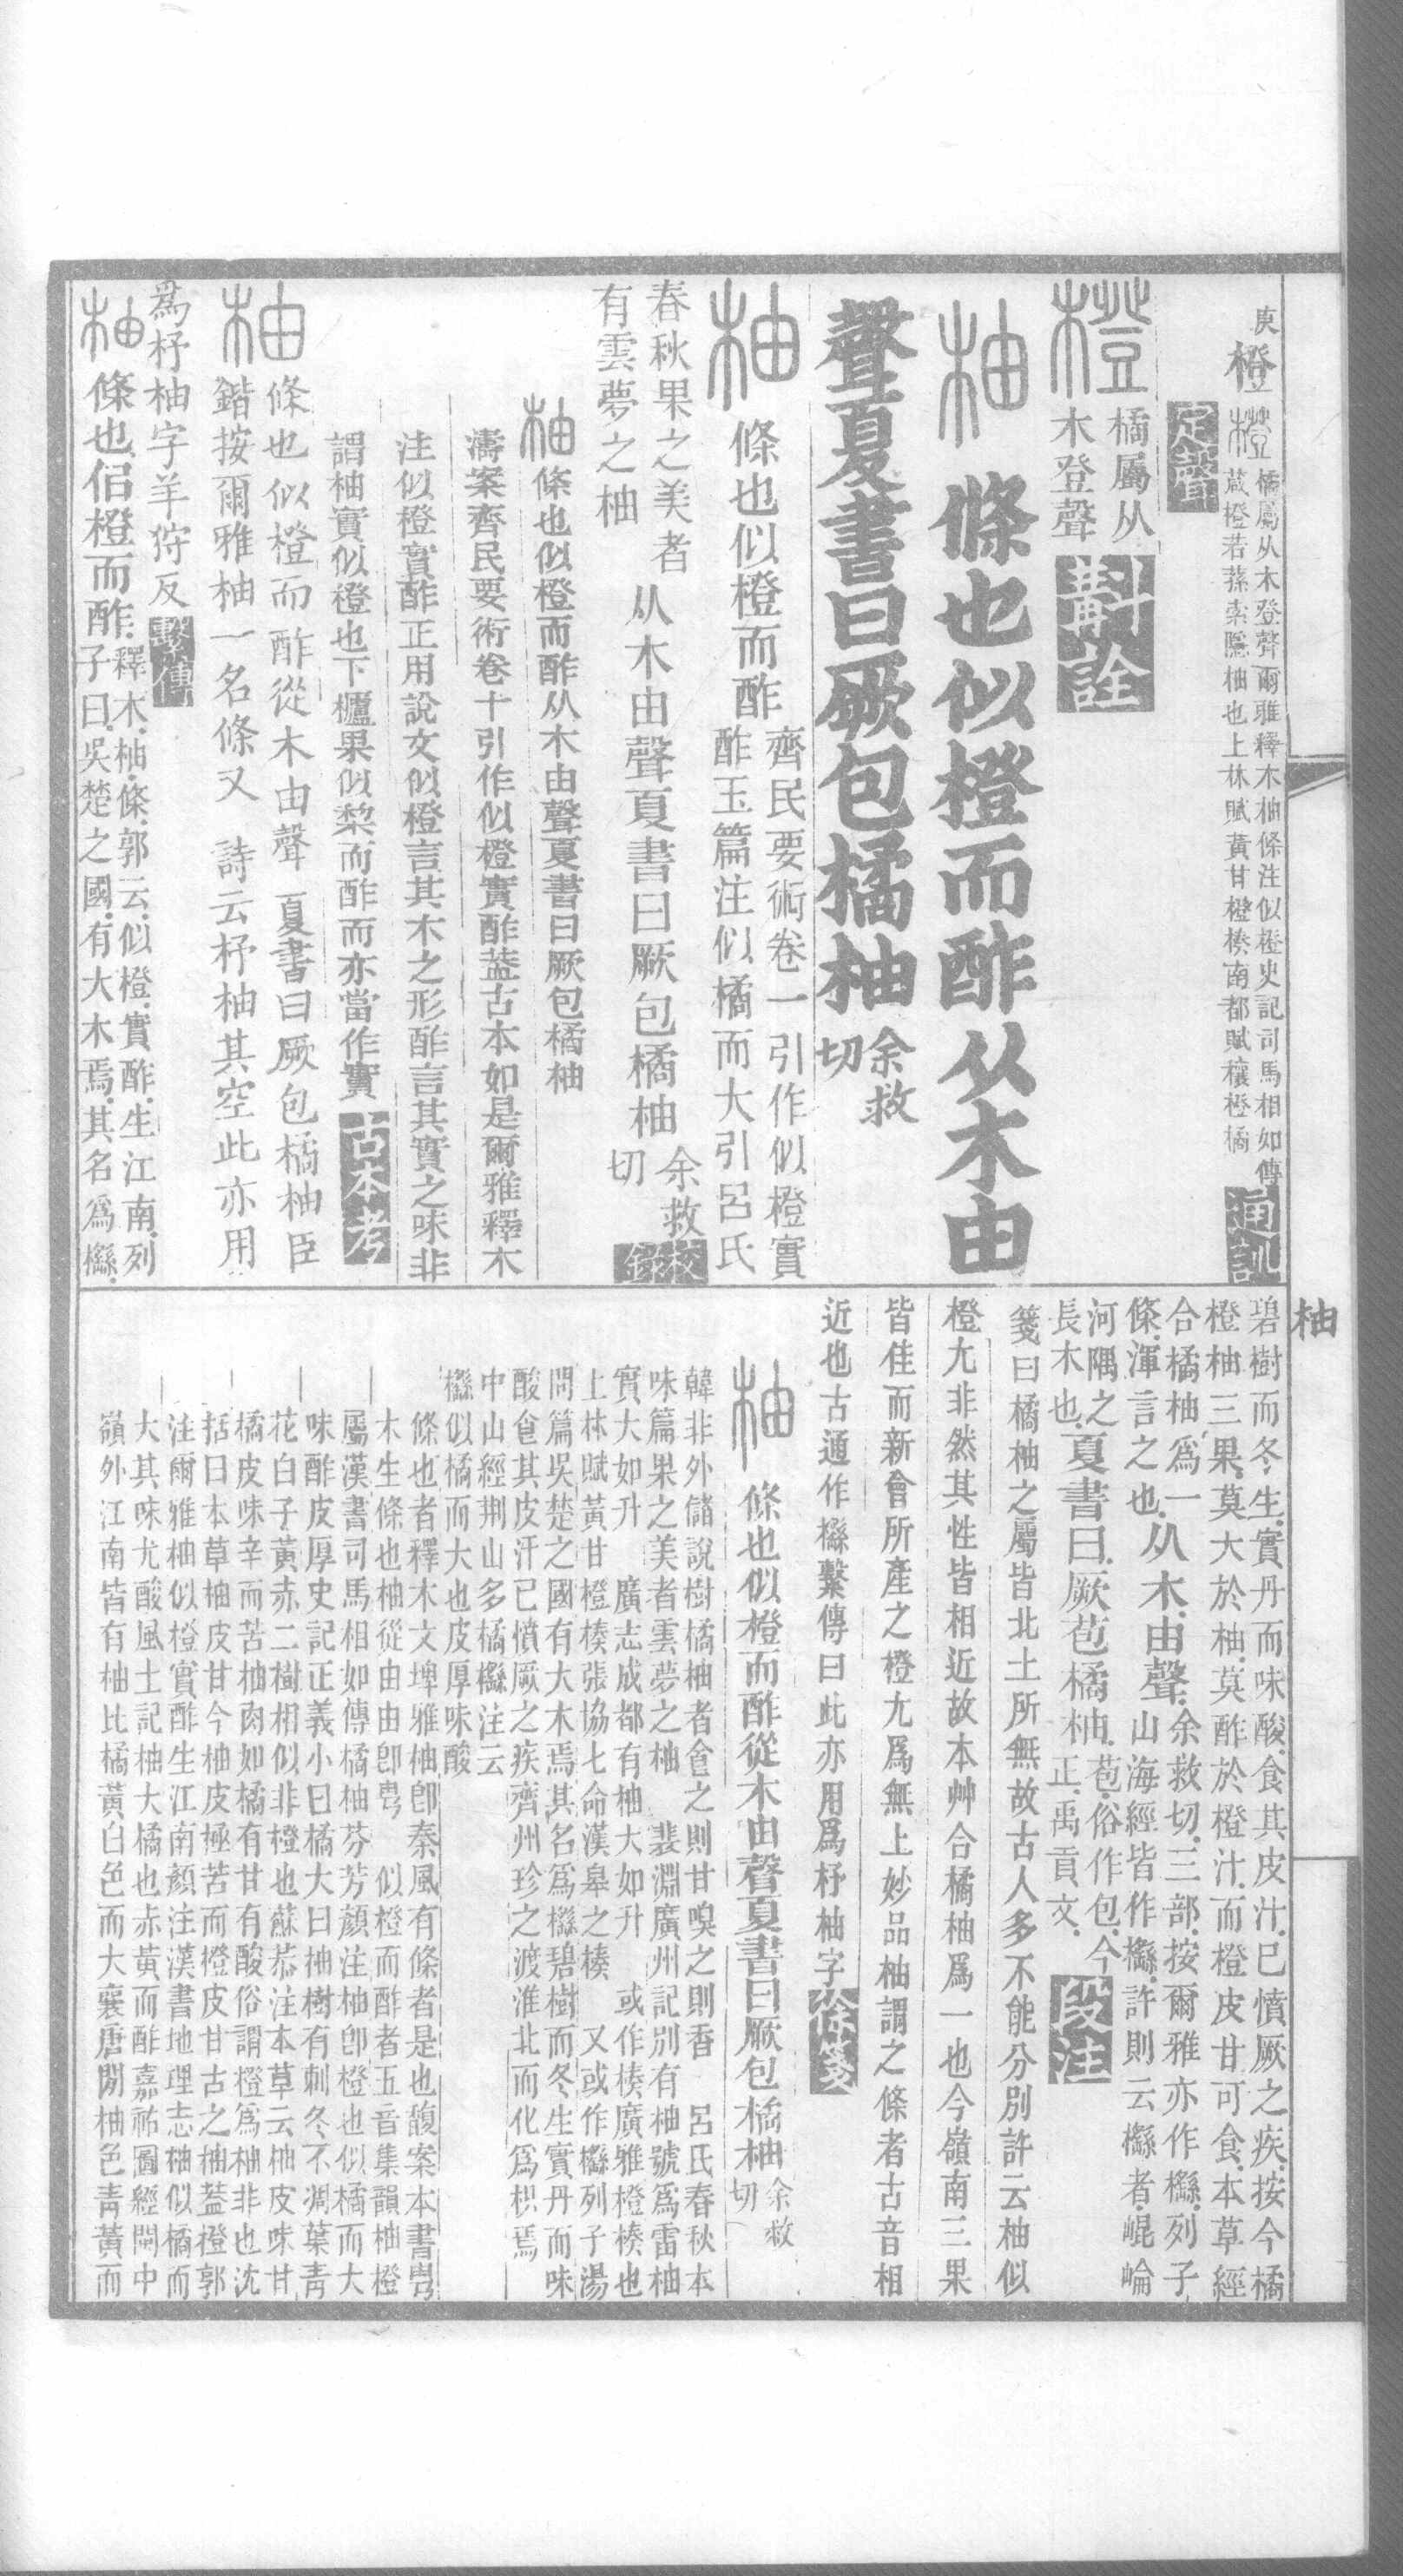 庚
橙 橙 橘屬从木登聲爾雅釋木柚條注似橙史記司馬相如傳
葴橙若蓀索隱柚也上林賦黃甘橙楱南都賦穰橙橘 通訓
定聲
橙 橘屬从
木登聲 斠詮
柚 條也似橙而酢从木由
聲夏書曰厥包橘柚 余救
切
柚 條也似橙而酢 齊民要術卷一引作似橙實
酢玉篇注似橘而大引呂氏
春秋果之美者
有雲夢之柚 从木由聲夏書曰厥包橘柚 余救
切 校
錄
柚條也似橙而酢从木由聲夏書曰厥包橘柚
濤案齊民要術卷十引作似橙實酢蓋古本如是爾雅釋木
注似橙實酢正用說文似橙言其木之形酢言其實之味非
謂柚實似橙也下樝果似棃而酢而亦當作實 古本考
柚 條也似橙而酢從木由聲夏書曰厥包橘柚臣
鍇按爾雅柚一名條又 詩云杼柚其空此亦用
為杼柚字羊狩反 繫傳
柚 條也佀橙而酢 釋木.柚.條.郭云.似橙.實酢.生江南.列
子曰.吳楚之國.有大木焉.其名爲櫾.
柚
碧樹而冬生.實丹而味酸.食其皮汁.已憤厥之疾.按今橘
橙柚三果.莫大於柚.莫酢於橙汁.而橙皮甘可食.本草經
合橘柚爲一條.渾言之也. 从木.由聲. 余救切.三部.按爾雅亦作櫾.列子
山海經皆作櫾.許則云櫾者.崐崘
河隅之
長木也. 夏書曰.厥苞橘柚. 苞.俗作包.今
正.禹貢文. 段注
箋曰橘柚之屬皆北土所無故古人多不能分別許云柚似
橙尢非然其性皆相近故本艸合橘柚爲一也今嶺南三果
皆佳而新會所產之橙尢爲無上妙品柚謂之條者古音相
近也古通作櫾繫傳曰此亦用爲杼柚字 徐箋
柚 條也似橙而酢從木由聲夏書曰厥包橘柚 余救
切
韓非外儲說樹橘柚者食之則甘嗅之則香 呂氏春秋本
味篇果之美者雲夢之柚 裴淵廣州記別有柚號爲雷柚
實大如升 廣志成都有柚大如升 或作楱廣雅橙楱也
上林賦黃甘橙楱張協七命漢皋之楱 又或作櫾列子湯
問篇吳楚之國有大木焉其名爲櫾碧樹而冬生實丹而味
酸食其皮汗已憤厥之疾齊州珍之渡淮北而化爲枳焉
中山經荆山多橘櫾注云
櫾似橘而大也皮厚味酸
條也者釋木文埤雅柚卽秦風有條者是也馥案本書㽕
木生條也柚從由由卽㽕 似橙而酢者五音集韻柚橙
屬漢書司馬相如傳橘柚芬芳顏注柚卽橙也似橘而大
味酢皮厚史記正義小曰橘大曰柚樹有刺冬不凋葉青
花白子黃赤二樹相似非橙也蘇恭注本草云柚皮味甘
橘皮味辛而苦柚肉如橘有甘有酸俗謂橙爲柚非也沈
括曰本草柚皮甘今柚皮極苦而橙皮甘古之柚蓋橙郭
注爾雅柚似橙實酢生江南顏注漢書地理志柚似橘而
大其味尤酸風土記柚大橘也赤黃而酢嘉祐圖經閩中
嶺外江南皆有柚比橘黃白色而大襄唐閒柚色青黃而